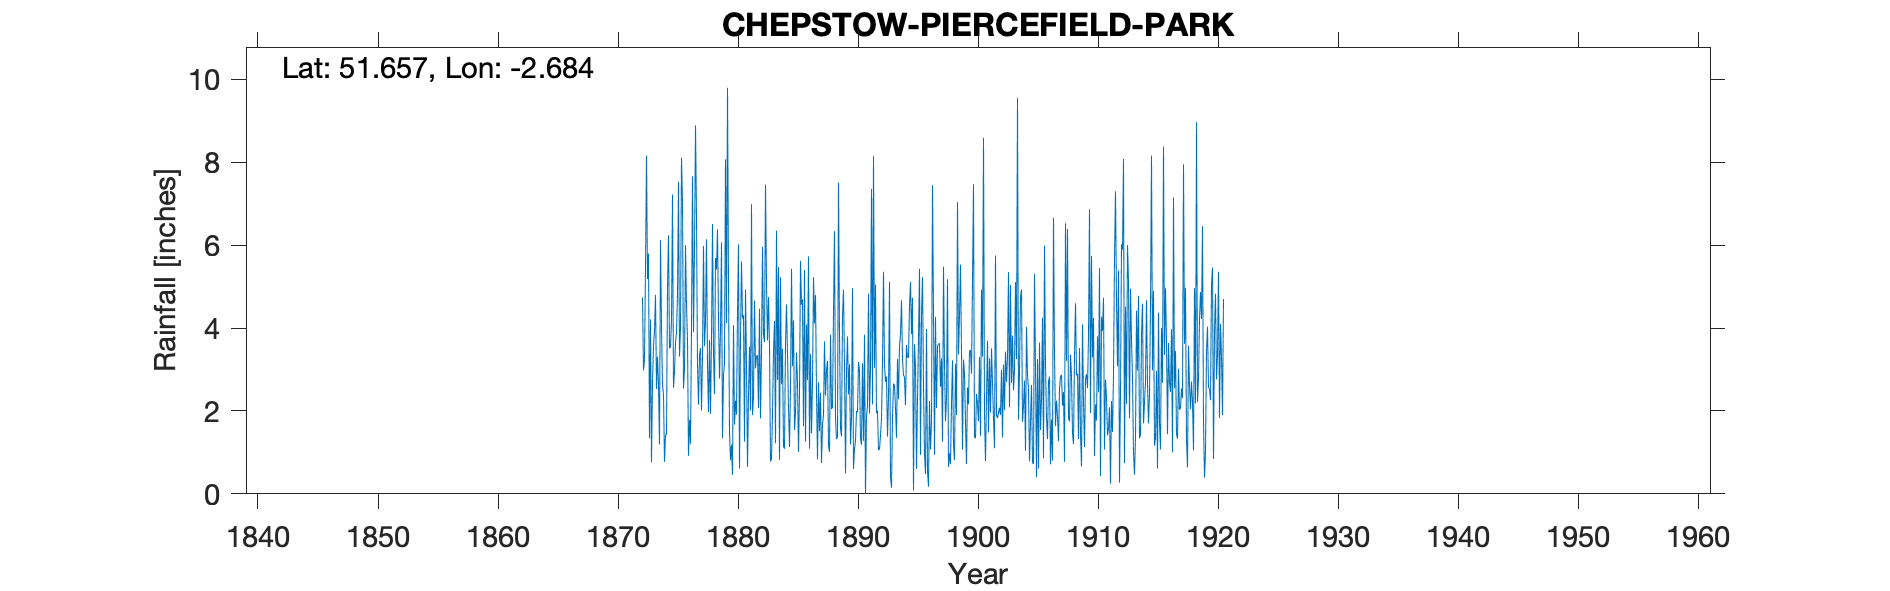 CHEPSTOW-PIERCEFIELD-PARK
Lat: 51.657, Lon: -2.684
Rainfall [inches]
10
8
6
4
2
0
1840 1850 1860 1870 1880 1890 1900 1910 1920 1930 1940 1950 1960
Year